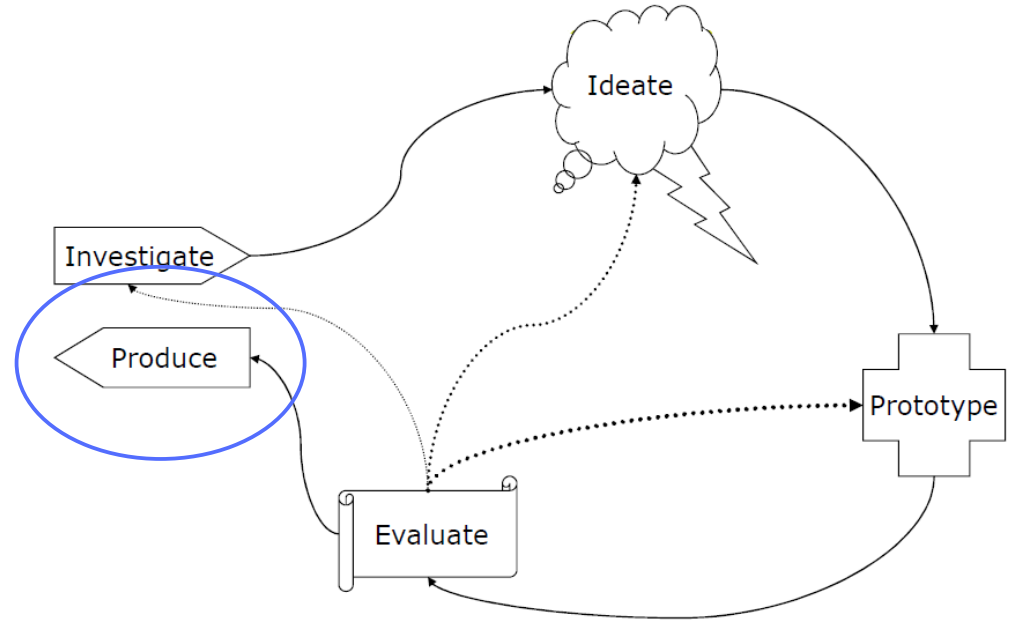 Ideate
Investigate
Produce
Prototype
Evaluate